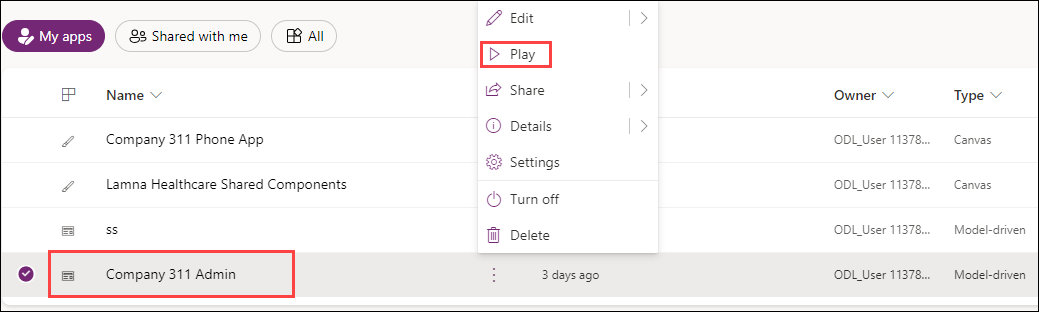 My apps Shared with me All
Edit
Play
Share
Details
Settings
Turn off
Delete
Name Owner Type
Company 311 Phone App ODL_User 11378... Canvas
Lamna Healthcare Shared Components ODL_User 11378... Canvas
ss ODL_User 11378... Model-driven
Company 311 Admin 3 days ago ODL_User 11378... Model-driven